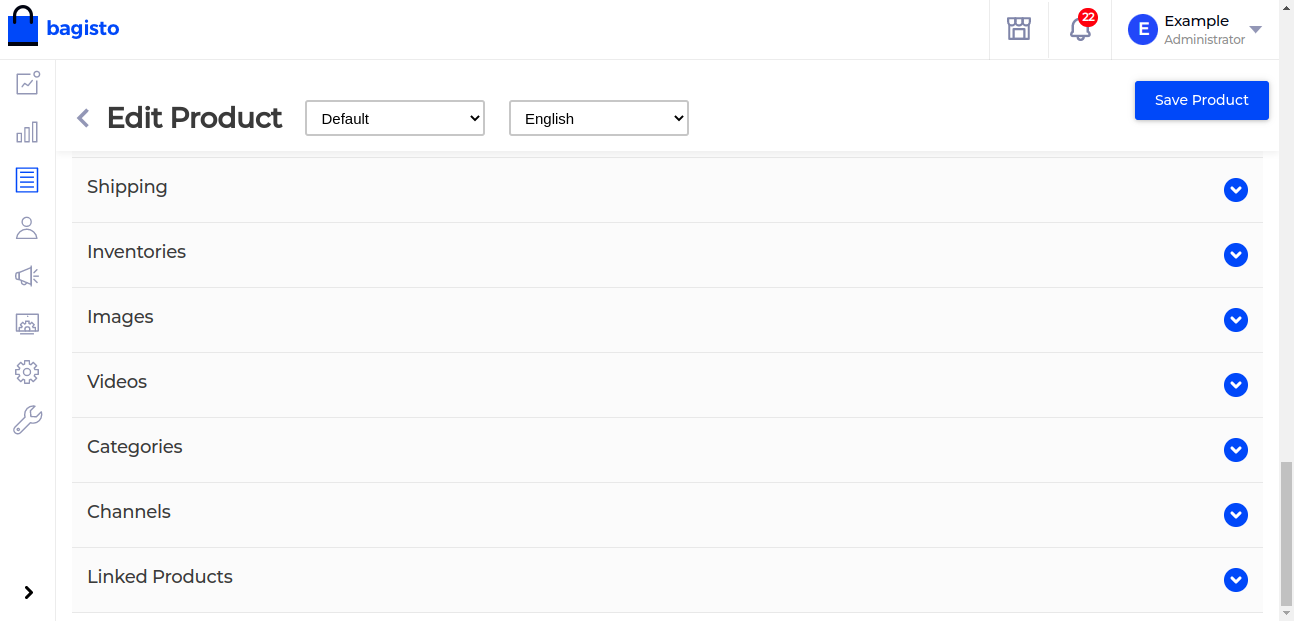 bagisto
22
E
Example
Administrator
Edit Product
Default
English
Save Product
Shipping
Inventories
Images
Videos
Categories
Channels
Linked Products